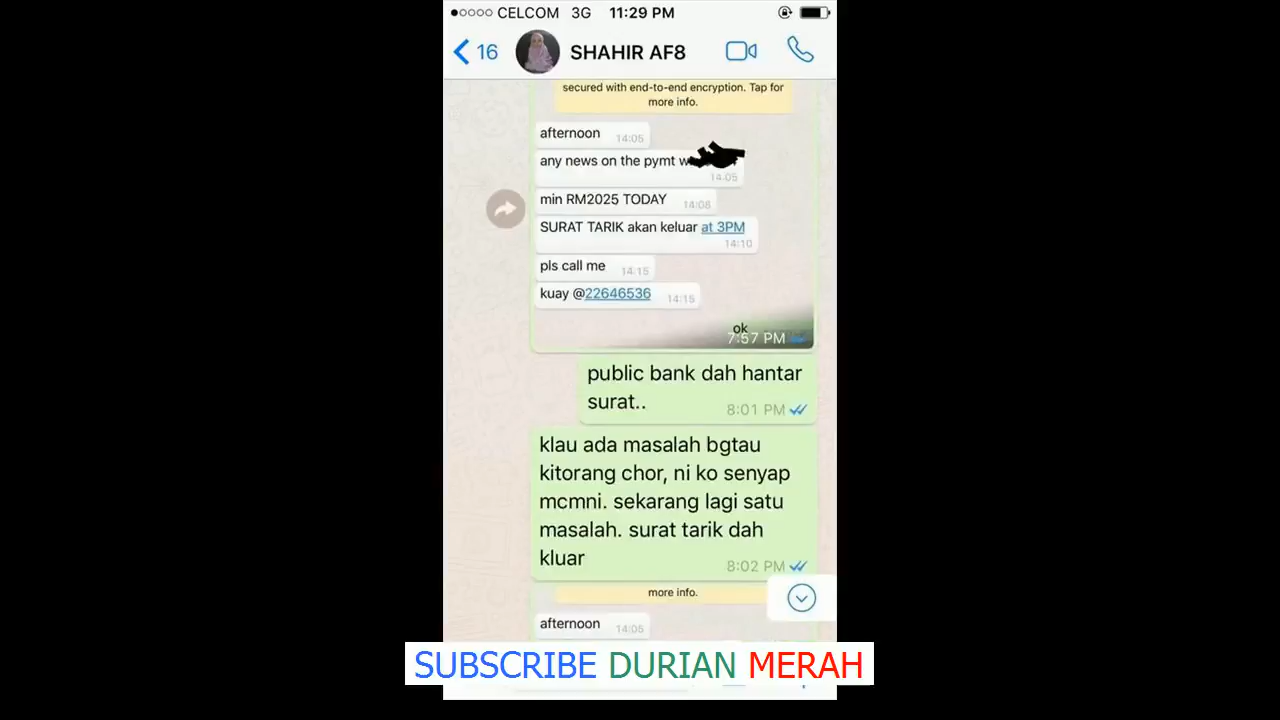 CELCOM 3G 11:29 PM
16 SHAHIR AF8
secured with end-to-end encryption. Tap for
more info.
afternoon 14:05
any news on the pymt
14:05
min RM2025 TODAY 14:08
SURAT TARIK akan keluar at 3PM
14:10
pls call me 14:15
kuay @22646536 14:15
ok
7:57 PM
public bank dah hantar
surat..
8:01 PM
klau ada masalah bgtau
kitorang chor, ni ko senyap
mcmni. sekarang lagi satu
masalah. surat tarik dah
kluar
8:02 PM
more info.
afternoon 14:05
SUBSCRIBE DURIAN MERAH